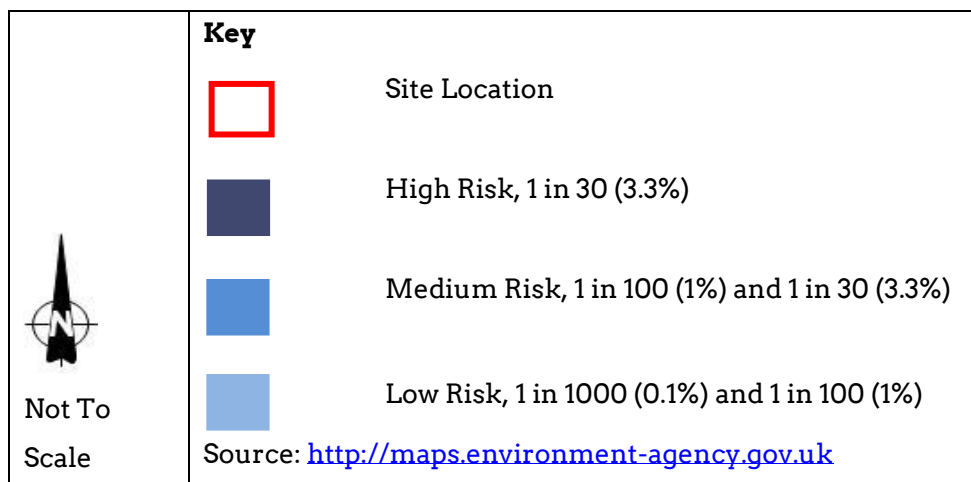 Key
Site Location
High Risk, 1 in 30 (3.3%)
Medium Risk, 1 in 100 (1%) and 1 in 30 (3.3%)
Low Risk, 1 in 1000 (0.1%) and 1 in 100 (1%)
Source: http://maps.environment-agency.gov.uk
N
Not To
Scale